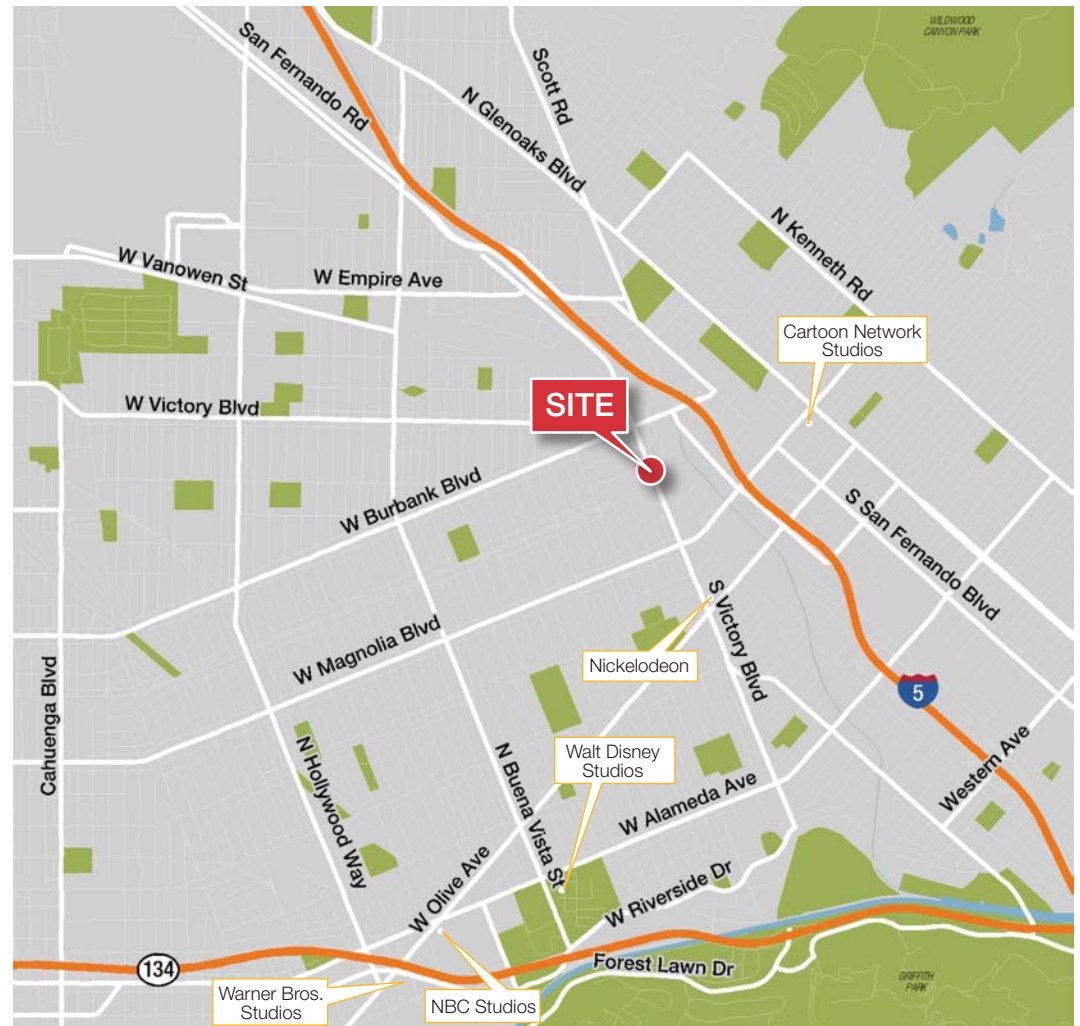 WILDWOOD
CANYON PARK
San Fernando Rd
Scott Rd
N Glenoaks Blvd
N Kenneth Rd
W Vanowen St
W Empire Ave
Cartoon Network
Studios
SITE
W Victory Blvd
W Burbank Blvd
S San Fernando Blvd
S Victory Blvd
W Magnolia Blvd
Nickelodeon
Cahuenga Blvd
5
N Hollywood Way
N Buena Vista St
Walt Disney
Studios
Western Ave
W Alameda Ave
W Olive Ave
W Riverside Dr
134
Forest Lawn Dr
GRIFFITH
PARK
Warner Bros.
Studios
NBC Studios